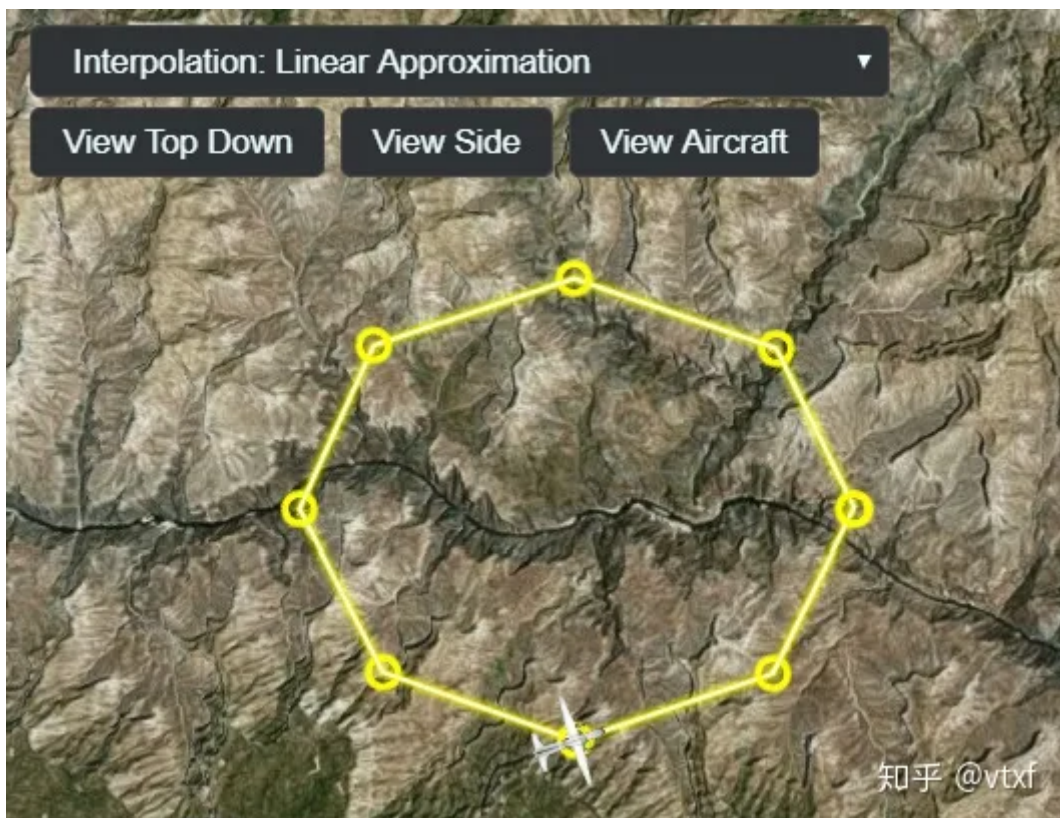 Interpolation: Linear Approximation
View Top Down View Side View Aircraft
知乎 @vtxf